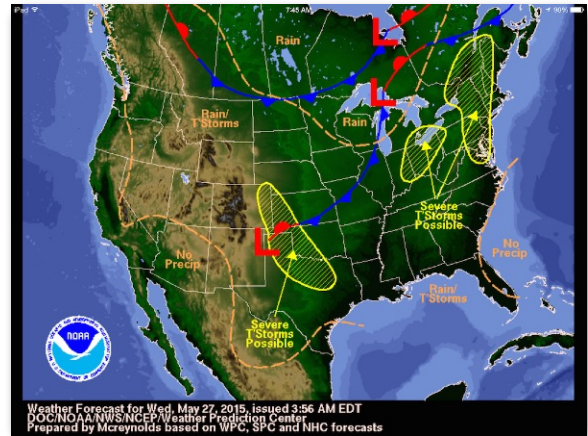 iPad
7:45 AM
90%
Rain
Rain/
T'Storms
Rain
L
L
L
Severe
T'Storms
Possible
No
Precip
No
Precip
Rain/
T'Storms
Severe
T'Storms
Possible
NOAA
Weather Forecast for Wed, May 27, 2015, issued 3:56 AM EDT
DOC/NOAA/NWS/NCEP/Weather Prediction Center
Prepared by Mcreynolds based on WPC, SPC and NHC forecasts